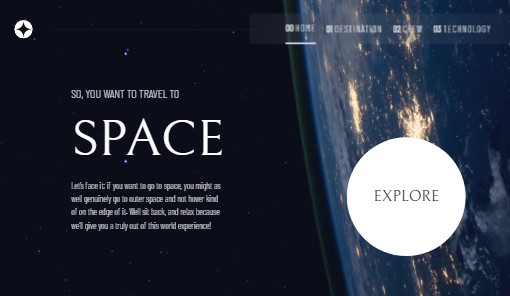 00 HOME 01 DESTINATION 02 CREW 03 TECHNOLOGY
SO, YOU WANT TO TRAVEL TO
SPACE
Let's face it; if you want to go to space, you might as
well genuinely go to outer space and not hover kind
of on the edge of it. Well sit back, and relax because
we'll give you a truly out of this world experience!
EXPLORE